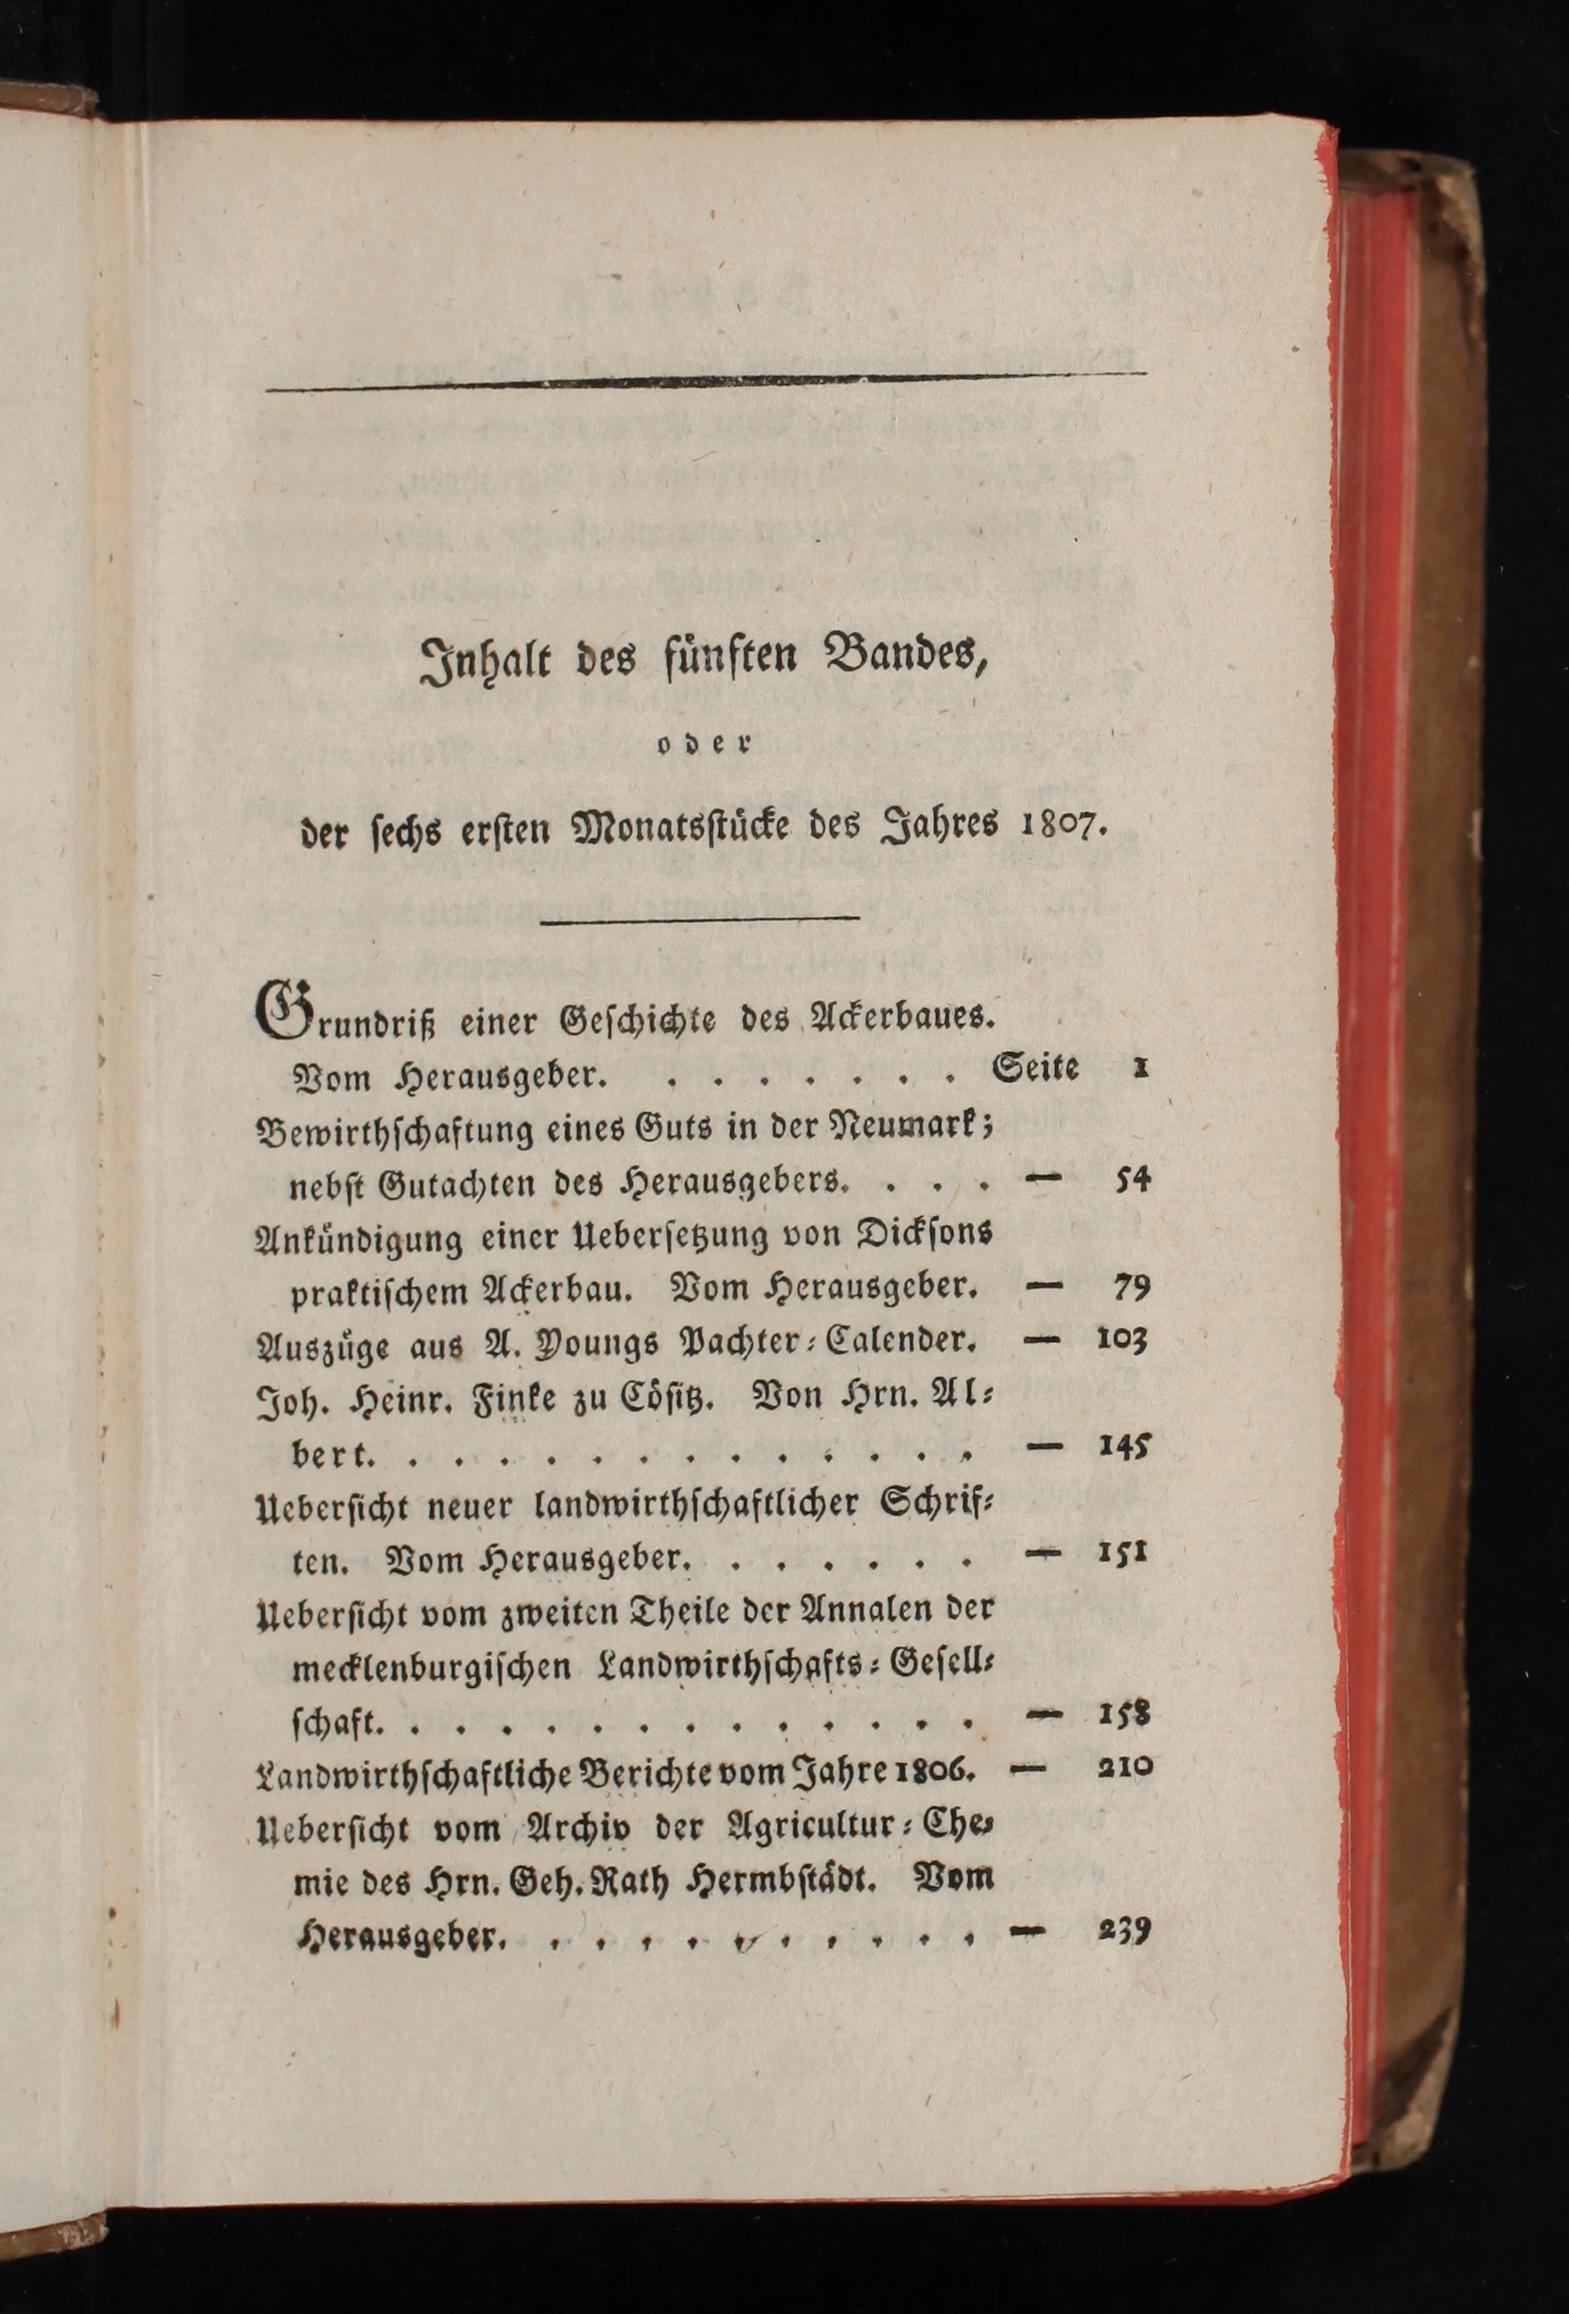 Inhalt des fünften Bandes,
oder
der ſechs erſten Monatsſtücke des Jahres 1807.
Grundriß einer Geſchichte des Ackerbaues.
Vom Herausgeber. . . . . . . . Seite 1
Bewirthſchaftung eines Guts in der Neumark;
nebſt Gutachten des Herausgebers. . . . — 54
Ankündigung einer Ueberſetzung von Dickſons
praktiſchem Ackerbau. Vom Herausgeber. — 79
Auszüge aus A. Youngs Pachter⸗Calender. — 103
Joh. Heinr. Finke zu Cöſitz. Von Hrn. Al⸗
bert. . . . . . . . . . . . . . — 145
Ueberſicht neuer landwirthſchaftlicher Schrif⸗
ten. Vom Herausgeber. . . . . . . — 151
Ueberſicht vom zweiten Theile der Annalen der
mecklenburgiſchen Landwirthſchafts⸗Geſell⸗
ſchaft. . . . . . . . . . . . . . — 158
Landwirthſchaftliche Berichte vom Jahre 1806. — 210
Ueberſicht vom Archiv der Agricultur⸗Che⸗
mie des Hrn. Geh. Rath Hermbſtädt. Vom
Herausgeber. . . . . . . . . . . — 239